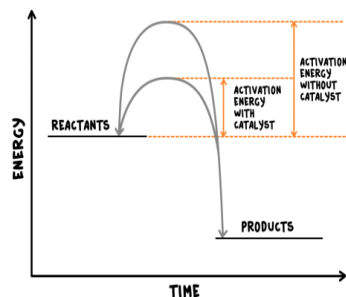 ACTIVATION
ENERGY
WITHOUT
CATALYST
ACTIVATION
ENERGY
WITH
CATALYST
REACTANTS
ENERGY
PRODUCTS
TIME